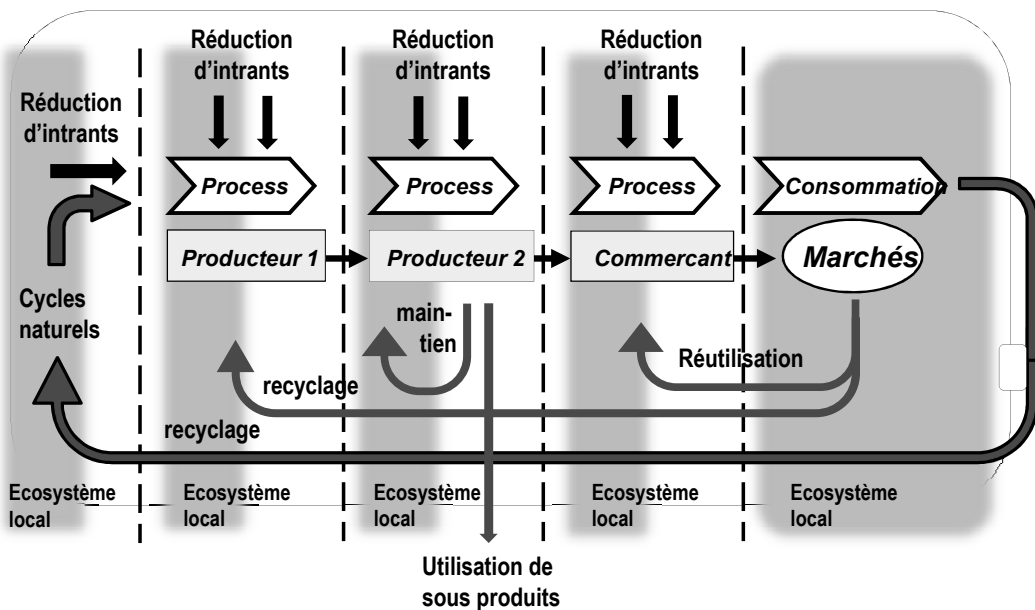 Réduction
d'intrants
Réduction
d'intrants
Réduction
d'intrants
Réduction
d'intrants
Process
Process
Process
Consommation
Producteur 1
Producteur 2
Commercant
Marchés
Cycles
naturels
main-
tien
Réutilisation
recyclage
recyclage
Ecosystème
local
Ecosystème
local
Ecosystème
local
Ecosystème
local
Ecosystème
local
Utilisation de
sous produits